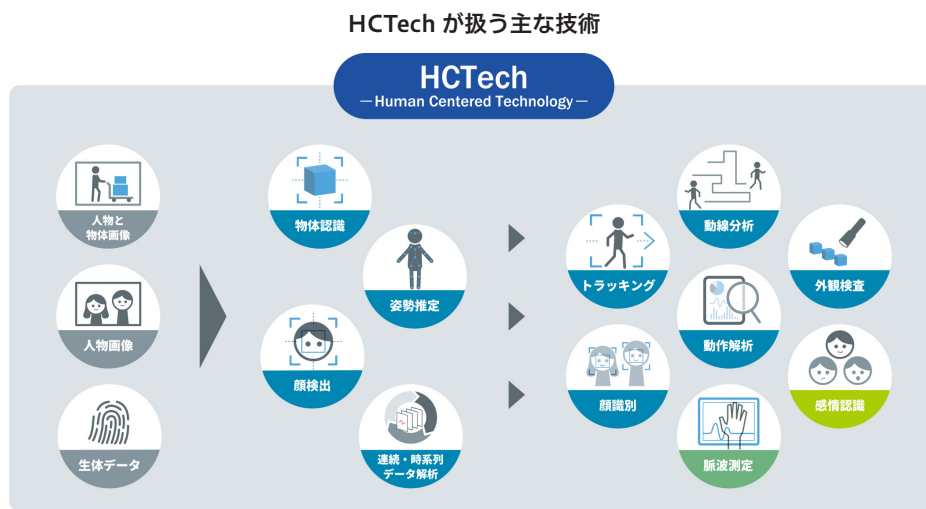 HCTech が扱う主な技術
HCTech
－Human Centered Technology－
人物と
物体画像
人物画像
生体データ
物体認識
姿勢推定
顔検出
連続・時系列
データ解析
トラッキング
顔識別
動線分析
動作解析
脈波測定
外観検査
感情認識